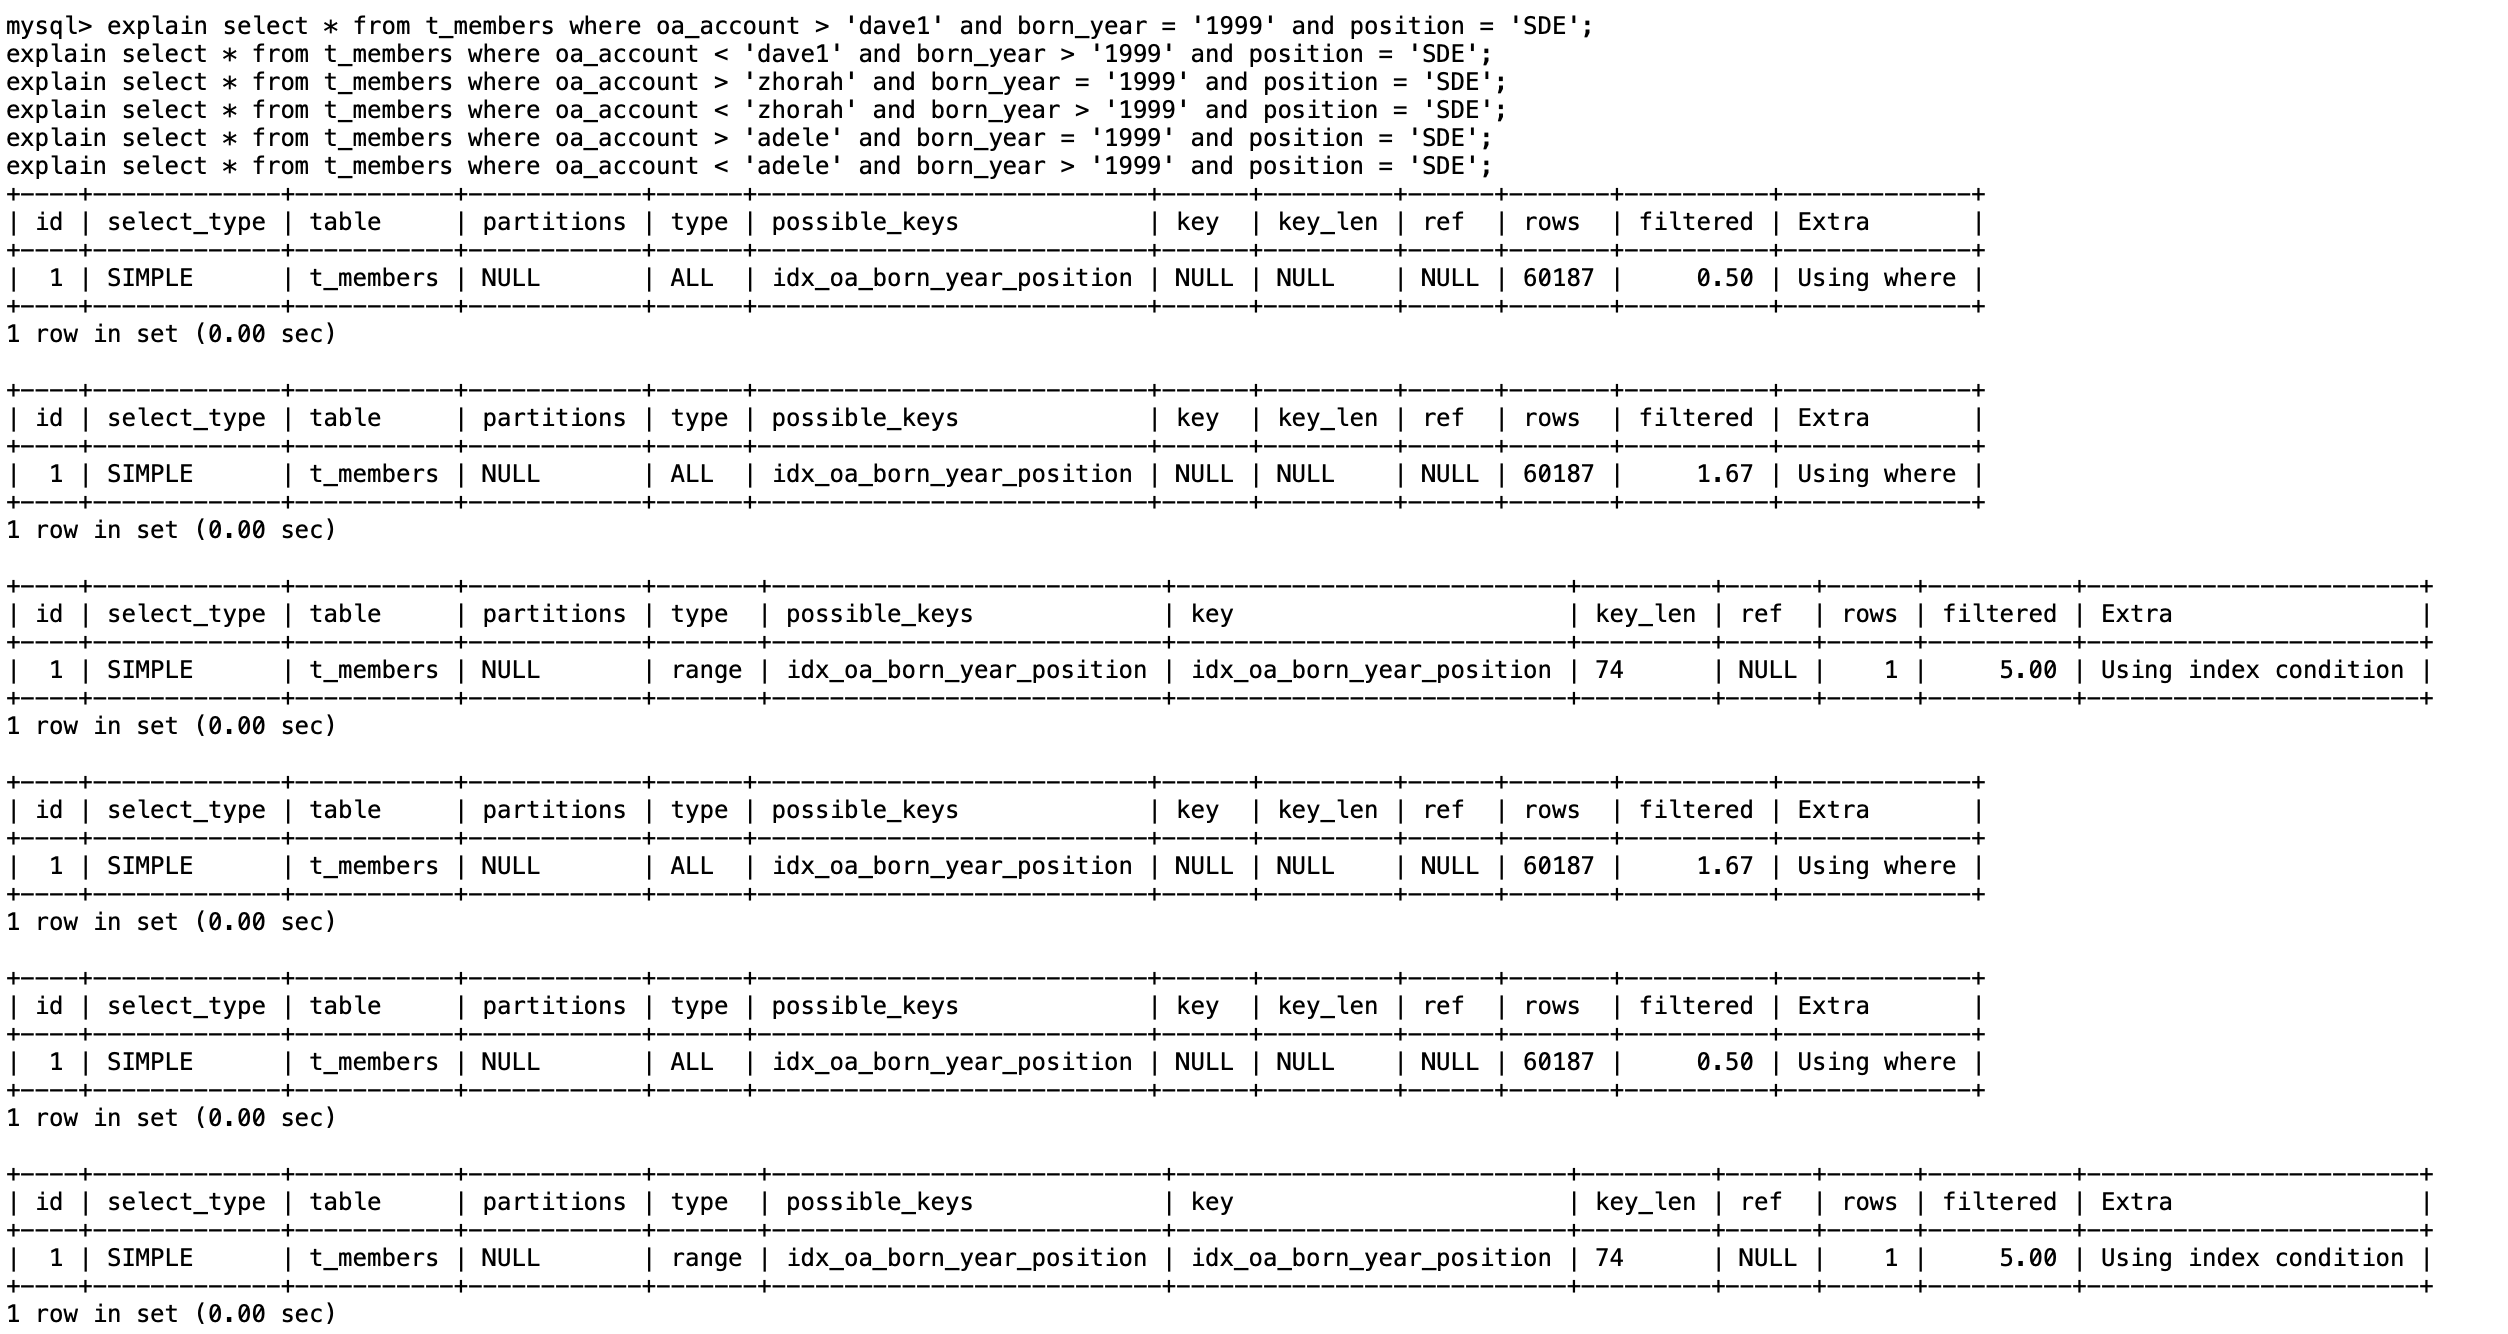 mysql> explain select * from t_members where oa_account > 'dave1' and born_year = '1999' and position = 'SDE';
explain select * from t_members where oa_account < 'dave1' and born_year > '1999' and position = 'SDE';
explain select * from t_members where oa_account > 'zhorah' and born_year = '1999' and position = 'SDE';
explain select * from t_members where oa_account < 'zhorah' and born_year > '1999' and position = 'SDE';
explain select * from t_members where oa_account > 'adele' and born_year = '1999' and position = 'SDE';
explain select * from t_members where oa_account < 'adele' and born_year > '1999' and position = 'SDE';
+----+-------------+-----------+------------+------+---------------------------+------+---------+------+-------+----------+-------------+
| id | select_type | table     | partitions | type | possible_keys             | key  | key_len | ref  | rows  | filtered | Extra       |
+----+-------------+-----------+------------+------+---------------------------+------+---------+------+-------+----------+-------------+
|  1 | SIMPLE      | t_members | NULL       | ALL  | idx_oa_born_year_position | NULL | NULL    | NULL | 60187 |     0.50 | Using where |
+----+-------------+-----------+------------+------+---------------------------+------+---------+------+-------+----------+-------------+
1 row in set (0.00 sec)

+----+-------------+-----------+------------+------+---------------------------+------+---------+------+-------+----------+-------------+
| id | select_type | table     | partitions | type | possible_keys             | key  | key_len | ref  | rows  | filtered | Extra       |
+----+-------------+-----------+------------+------+---------------------------+------+---------+------+-------+----------+-------------+
|  1 | SIMPLE      | t_members | NULL       | ALL  | idx_oa_born_year_position | NULL | NULL    | NULL | 60187 |     1.67 | Using where |
+----+-------------+-----------+------------+------+---------------------------+------+---------+------+-------+----------+-------------+
1 row in set (0.00 sec)

+----+-------------+-----------+------------+-------+---------------------------+---------------------------+---------+------+------+----------+-----------------------+
| id | select_type | table     | partitions | type  | possible_keys             | key                       | key_len | ref  | rows | filtered | Extra                 |
+----+-------------+-----------+------------+-------+---------------------------+---------------------------+---------+------+------+----------+-----------------------+
|  1 | SIMPLE      | t_members | NULL       | range | idx_oa_born_year_position | idx_oa_born_year_position | 74      | NULL |    1 |     5.00 | Using index condition |
+----+-------------+-----------+------------+-------+---------------------------+---------------------------+---------+------+------+----------+-----------------------+
1 row in set (0.00 sec)

+----+-------------+-----------+------------+------+---------------------------+------+---------+------+-------+----------+-------------+
| id | select_type | table     | partitions | type | possible_keys             | key  | key_len | ref  | rows  | filtered | Extra       |
+----+-------------+-----------+------------+------+---------------------------+------+---------+------+-------+----------+-------------+
|  1 | SIMPLE      | t_members | NULL       | ALL  | idx_oa_born_year_position | NULL | NULL    | NULL | 60187 |     1.67 | Using where |
+----+-------------+-----------+------------+------+---------------------------+------+---------+------+-------+----------+-------------+
1 row in set (0.00 sec)

+----+-------------+-----------+------------+------+---------------------------+------+---------+------+-------+----------+-------------+
| id | select_type | table     | partitions | type | possible_keys             | key  | key_len | ref  | rows  | filtered | Extra       |
+----+-------------+-----------+------------+------+---------------------------+------+---------+------+-------+----------+-------------+
|  1 | SIMPLE      | t_members | NULL       | ALL  | idx_oa_born_year_position | NULL | NULL    | NULL | 60187 |     0.50 | Using where |
+----+-------------+-----------+------------+------+---------------------------+------+---------+------+-------+----------+-------------+
1 row in set (0.00 sec)

+----+-------------+-----------+------------+-------+---------------------------+---------------------------+---------+------+------+----------+-----------------------+
| id | select_type | table     | partitions | type  | possible_keys             | key                       | key_len | ref  | rows | filtered | Extra                 |
+----+-------------+-----------+------------+-------+---------------------------+---------------------------+---------+------+------+----------+-----------------------+
|  1 | SIMPLE      | t_members | NULL       | range | idx_oa_born_year_position | idx_oa_born_year_position | 74      | NULL |    1 |     5.00 | Using index condition |
+----+-------------+-----------+------------+-------+---------------------------+---------------------------+---------+------+------+----------+-----------------------+
1 row in set (0.00 sec)